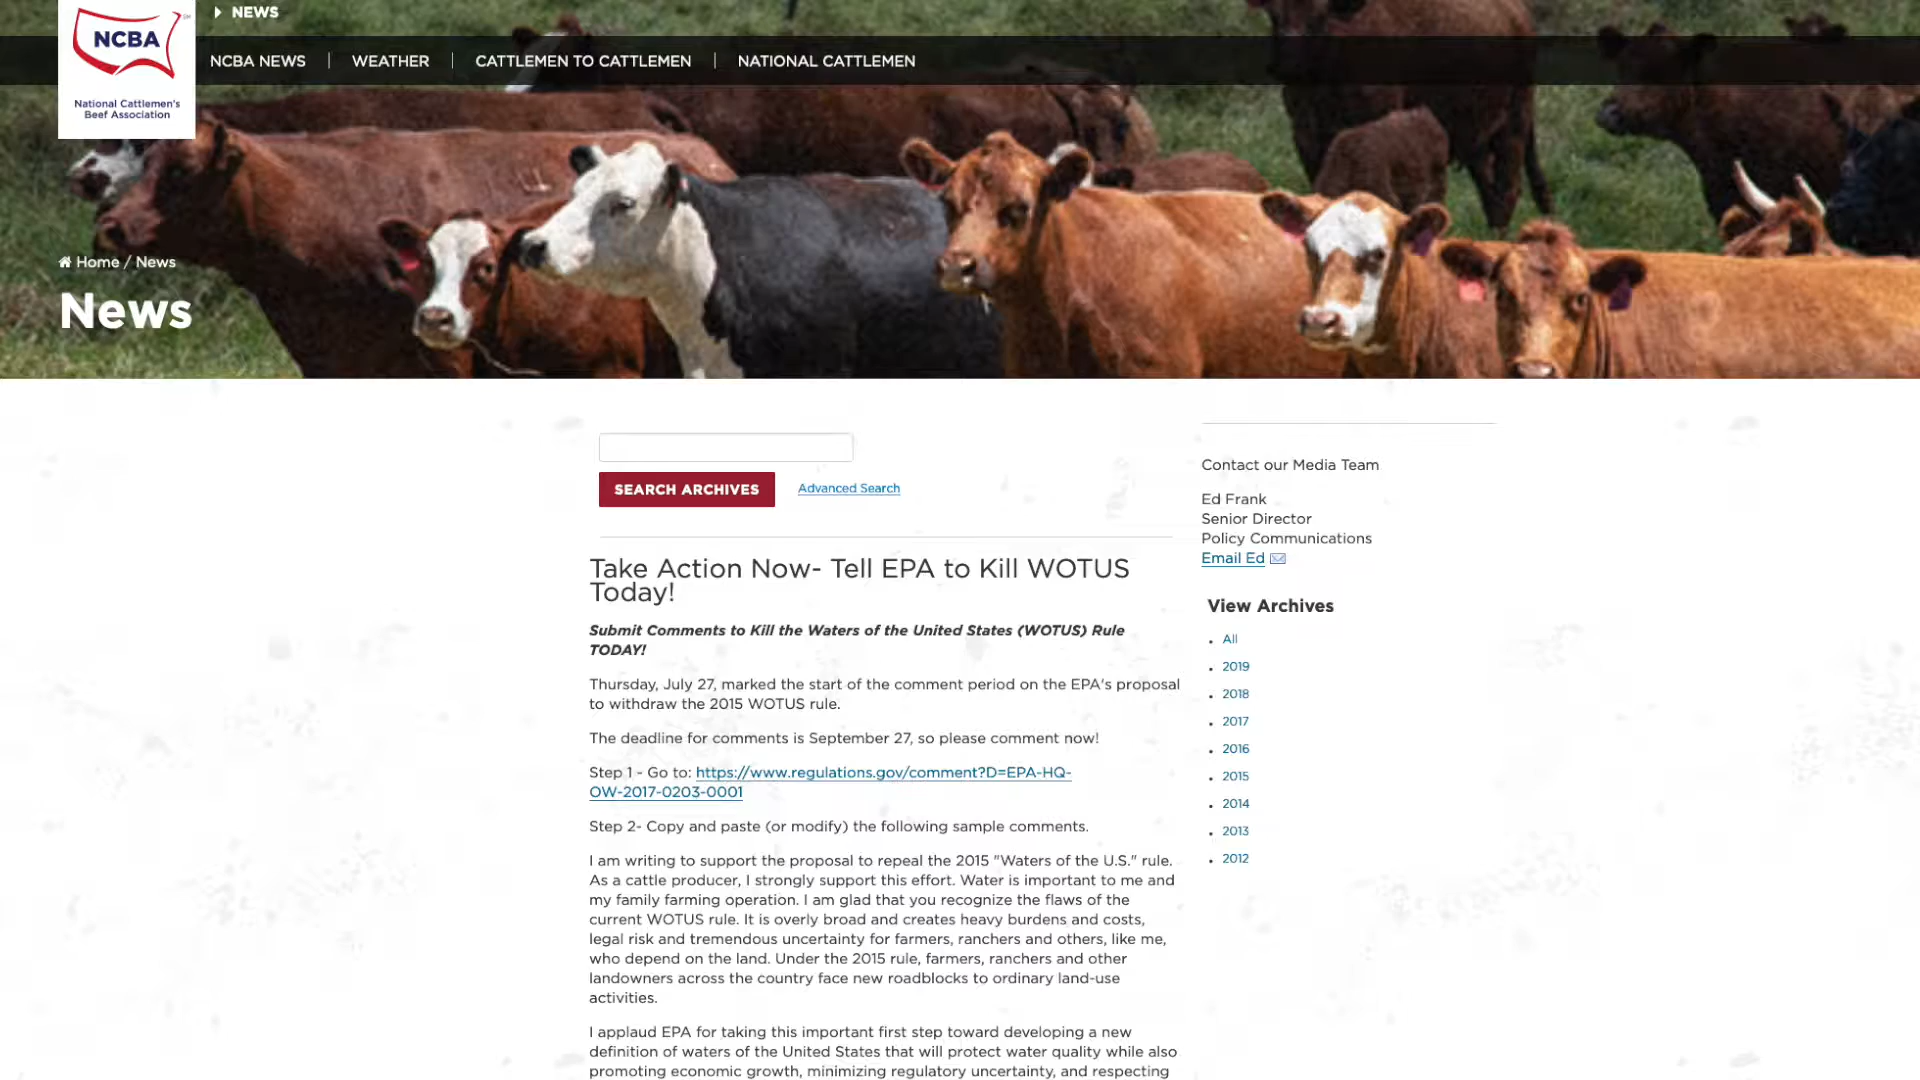 NEWS
NCBA
SM
National Cattlemen's
Beef Association
NCBA NEWS
WEATHER
CATTLEMEN TO CATTLEMEN
NATIONAL CATTLEMEN
Home / News
News
SEARCH ARCHIVES
Advanced Search
Take Action Now- Tell EPA to Kill WOTUS
Today!
Submit Comments to Kill the Waters of the United States (WOTUS) Rule
TODAY!
Thursday, July 27, marked the start of the comment period on the EPA's proposal
to withdraw the 2015 WOTUS rule.
The deadline for comments is September 27, so please comment now!
Step 1 - Go to: https://www.regulations.gov/comment?D=EPA-HQ-
OW-2017-0203-0001
Step 2- Copy and paste (or modify) the following sample comments.
I am writing to support the proposal to repeal the 2015 "Waters of the U.S." rule.
As a cattle producer, I strongly support this effort. Water is important to me and
my family farming operation. I am glad that you recognize the flaws of the
current WOTUS rule. It is overly broad and creates heavy burdens and costs,
legal risk and tremendous uncertainty for farmers, ranchers and others, like me,
who depend on the land. Under the 2015 rule, farmers, ranchers and other
landowners across the country face new roadblocks to ordinary land-use
activities.
I applaud EPA for taking this important first step toward developing a new
definition of waters of the United States that will protect water quality while also
promoting economic growth, minimizing regulatory uncertainty, and respecting
Contact our Media Team
Ed Frank
Senior Director
Policy Communications
Email Ed
View Archives
All
2019
2018
2017
2016
2015
2014
2013
2012